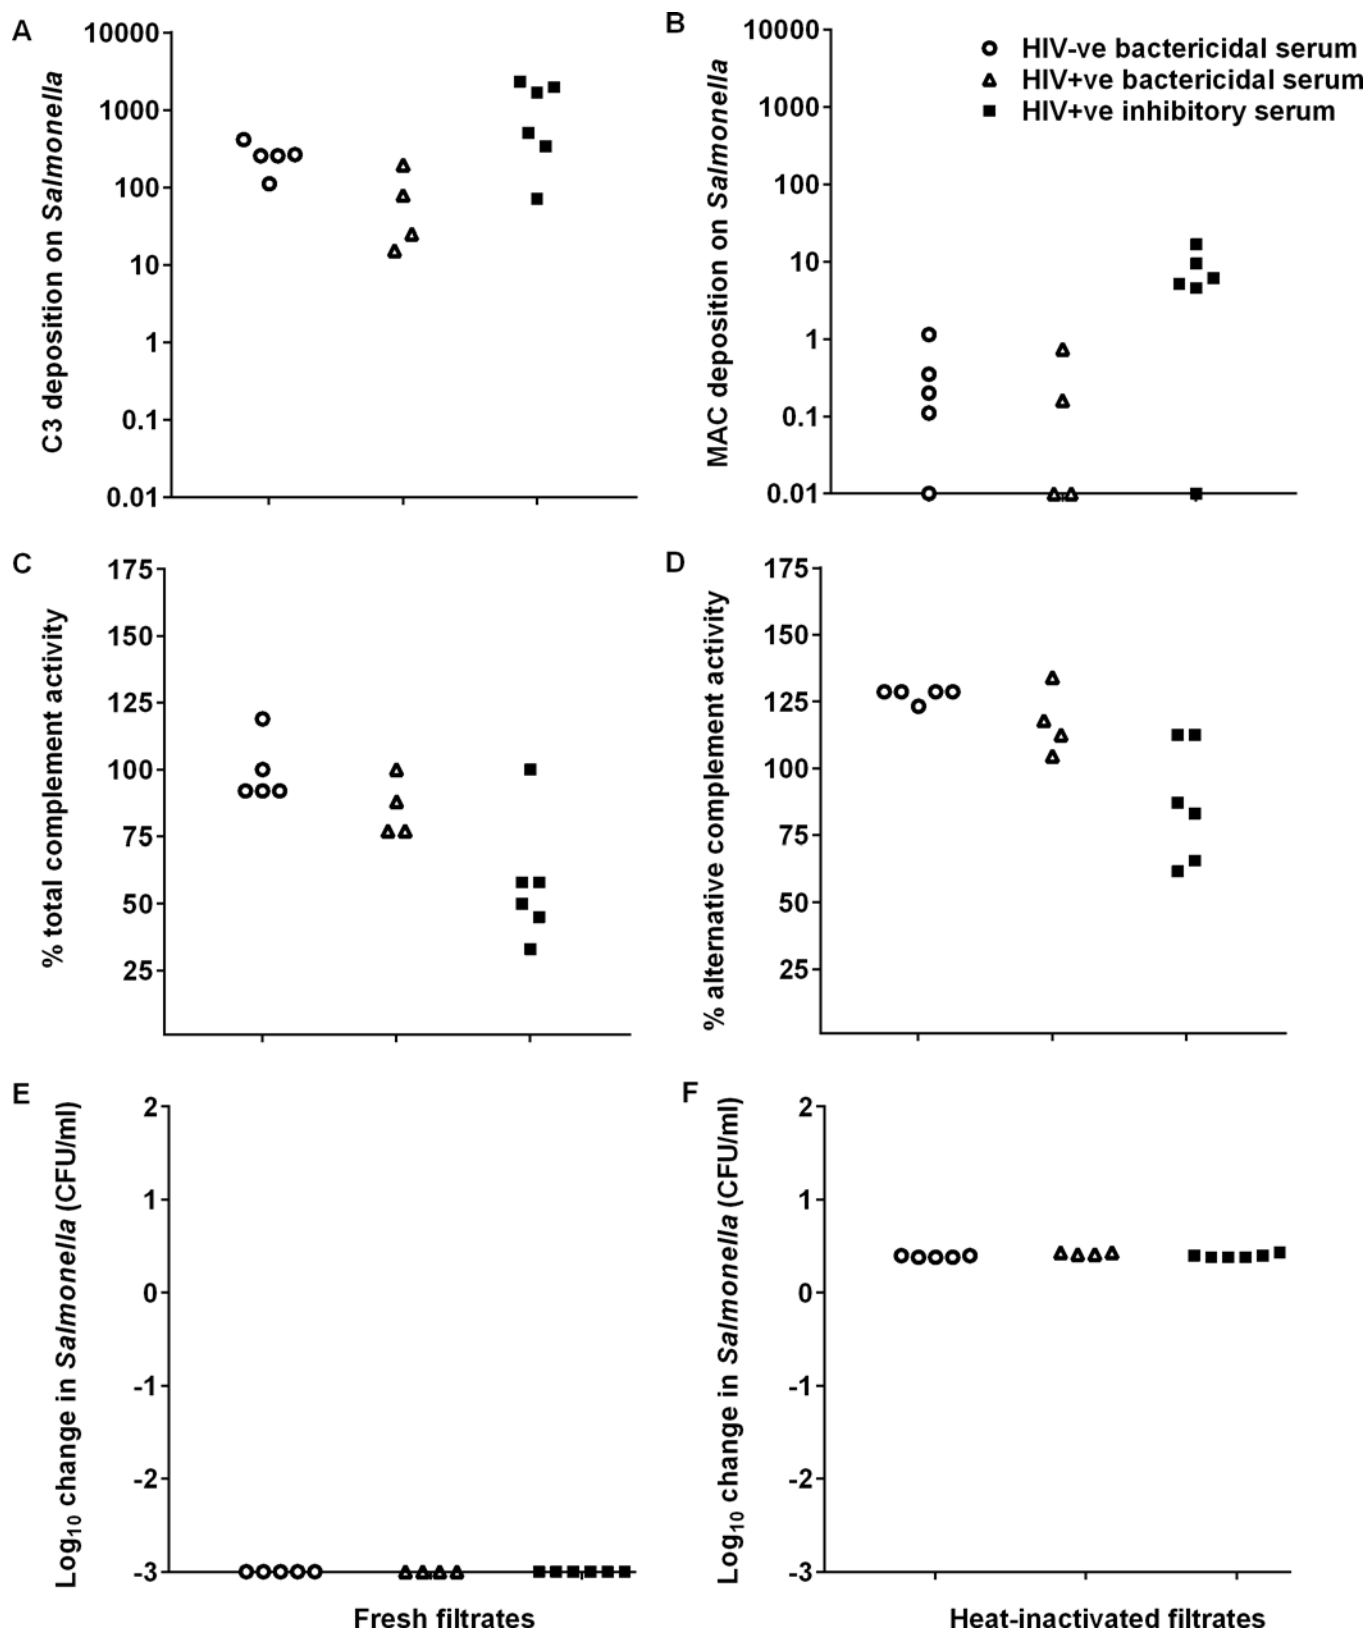 A
C3 deposition on Salmonella
10000
1000
100
10
1
0.1
0.01
B
MAC deposition on Salmonella
10000
1000
100
10
1
0.1
0.01
HIV-ve bactericidal serum
HIV+ve bactericidal serum
HIV+ve inhibitory serum
C
% total complement activity
175
150
125
100
75
50
25
D
% alternative complement activity
175
150
125
100
75
50
25
E
Log10 change in Salmonella (CFU/ml)
2
1
0
-1
-2
-3
Fresh filtrates
F
Log10 change in Salmonella (CFU/ml)
2
1
0
-1
-2
-3
Heat-inactivated filtrates